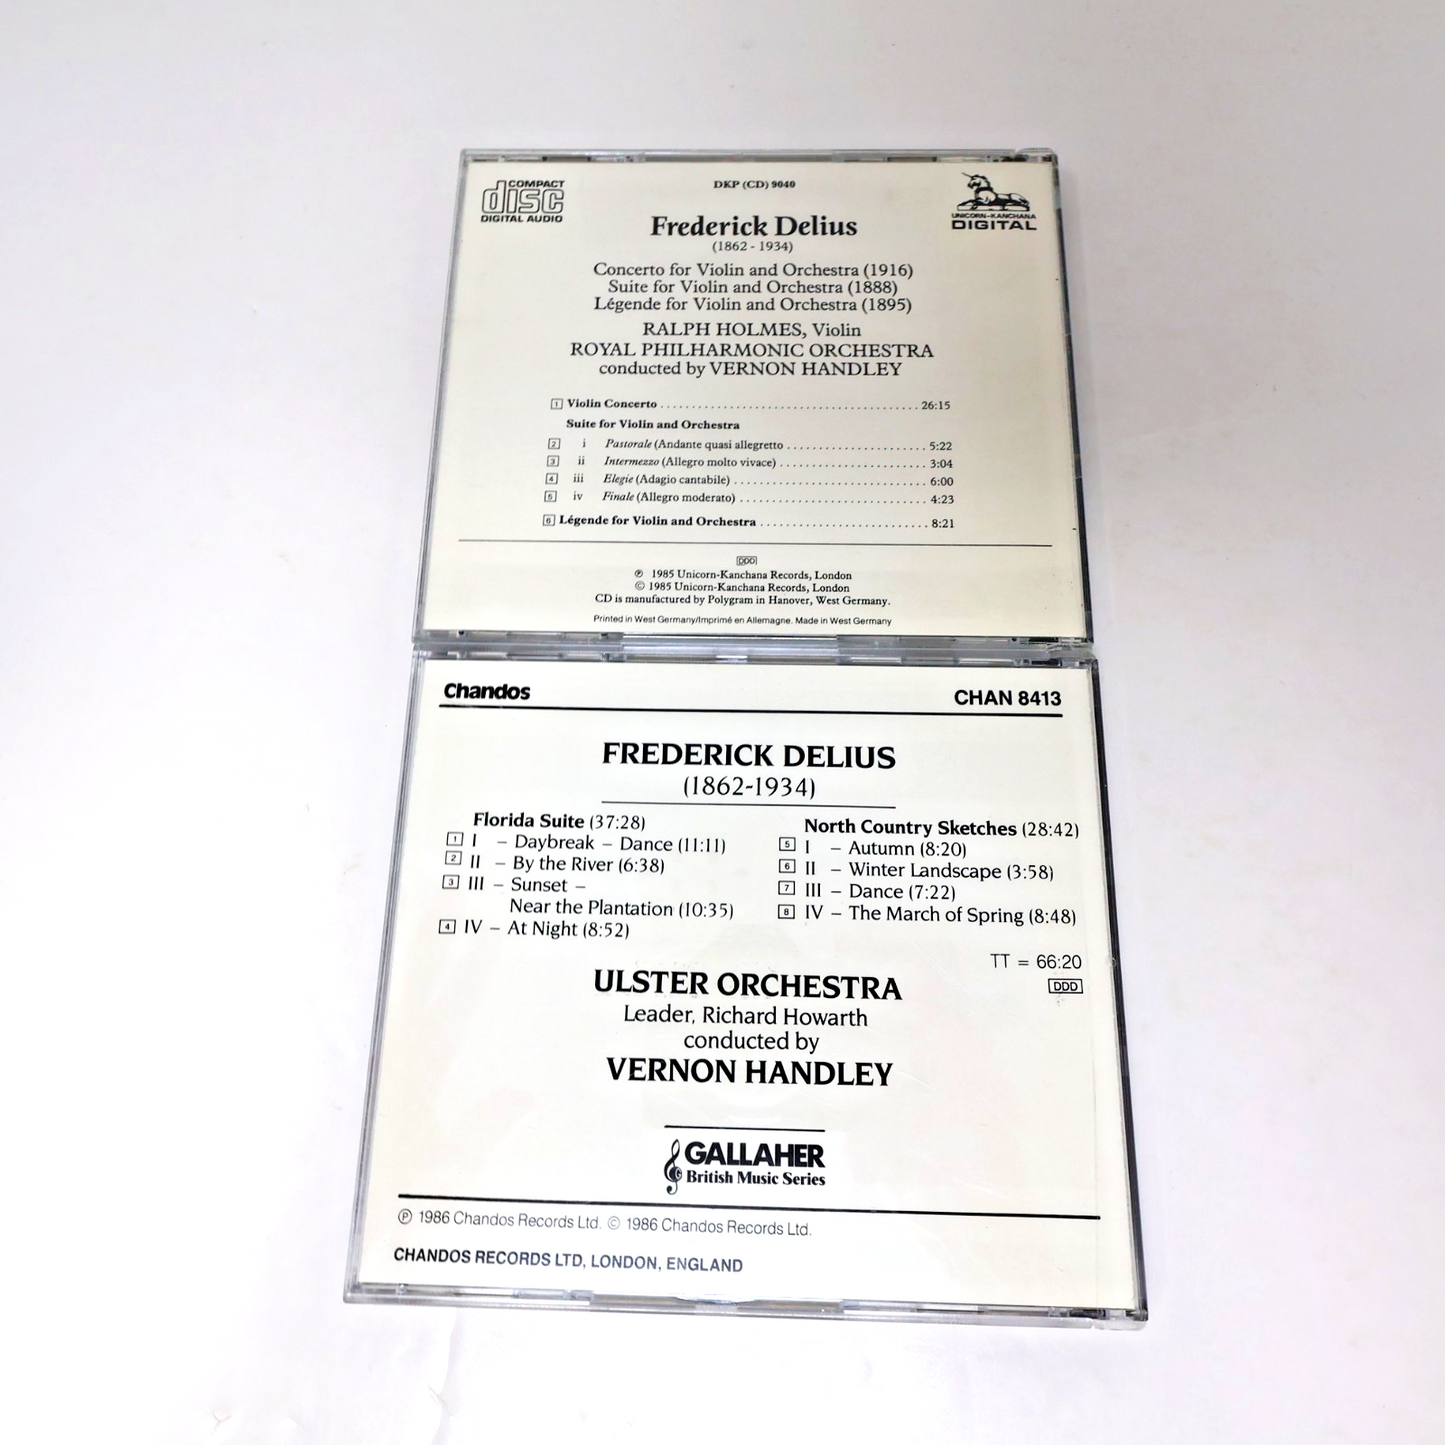 COMPACT
disc
DIGITAL AUDIO
DKP (CD) 9040
UNICORN-KANCHANA
DIGITAL
Frederick Delius
(1862 - 1934)
Concerto for Violin and Orchestra (1916)
Suite for Violin and Orchestra (1888)
Légende for Violin and Orchestra (1895)
RALPH HOLMES, Violin
ROYAL PHILHARMONIC ORCHESTRA
conducted by VERNON HANDLEY
1 Violin Concerto ........................................ 26:15
Suite for Violin and Orchestra
2 i Pastorale (Andante quasi allegretto ...................... 5:22
3 ii Intermezzo (Allegro molto vivace) ....................... 3:04
4 iii Elegie (Adagio cantabile) .............................. 6:00
5 iv Finale (Allegro moderato) .............................. 4:23
6 Légende for Violin and Orchestra .......................... 8:21
DDD
℗ 1985 Unicorn-Kanchana Records, London
© 1985 Unicorn-Kanchana Records, London
CD is manufactured by Polygram in Hanover, West Germany.
Printed in West Germany/Imprimé en Allemagne. Made in West Germany
Chandos
CHAN 8413
FREDERICK DELIUS
(1862-1934)
Florida Suite (37:28)
1 I – Daybreak – Dance (11:11)
2 II – By the River (6:38)
3 III – Sunset –
Near the Plantation (10:35)
4 IV – At Night (8:52)
North Country Sketches (28:42)
5 I – Autumn (8:20)
6 II – Winter Landscape (3:58)
7 III – Dance (7:22)
8 IV – The March of Spring (8:48)
TT = 66:20
DDD
ULSTER ORCHESTRA
Leader, Richard Howarth
conducted by
VERNON HANDLEY
GALLAHER
British Music Series
℗ 1986 Chandos Records Ltd. © 1986 Chandos Records Ltd.
CHANDOS RECORDS LTD, LONDON, ENGLAND